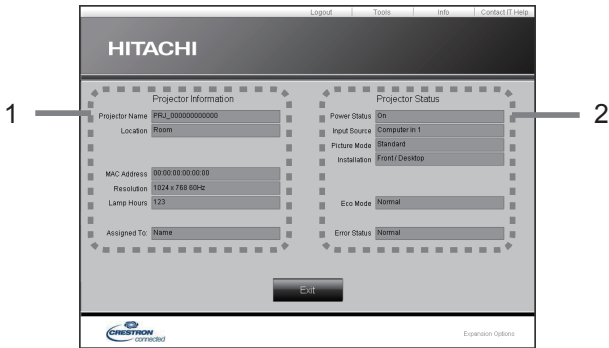 Logout Tools Info Contact IT Help
HITACHI
1
2
Projector Information
Projector Name PRJ_000000000000
Location Room
MAC Address 00:00:00:00:00:00
Resolution 1024 x 768 60Hz
Lamp Hours 123
Assigned To: Name
Projector Status
Power Status On
Input Source Computer in 1
Picture Mode Standard
Installation Front / Desktop
Eco Mode Normal
Error Status Normal
Exit
CRESTRON
connected
Expansion Options